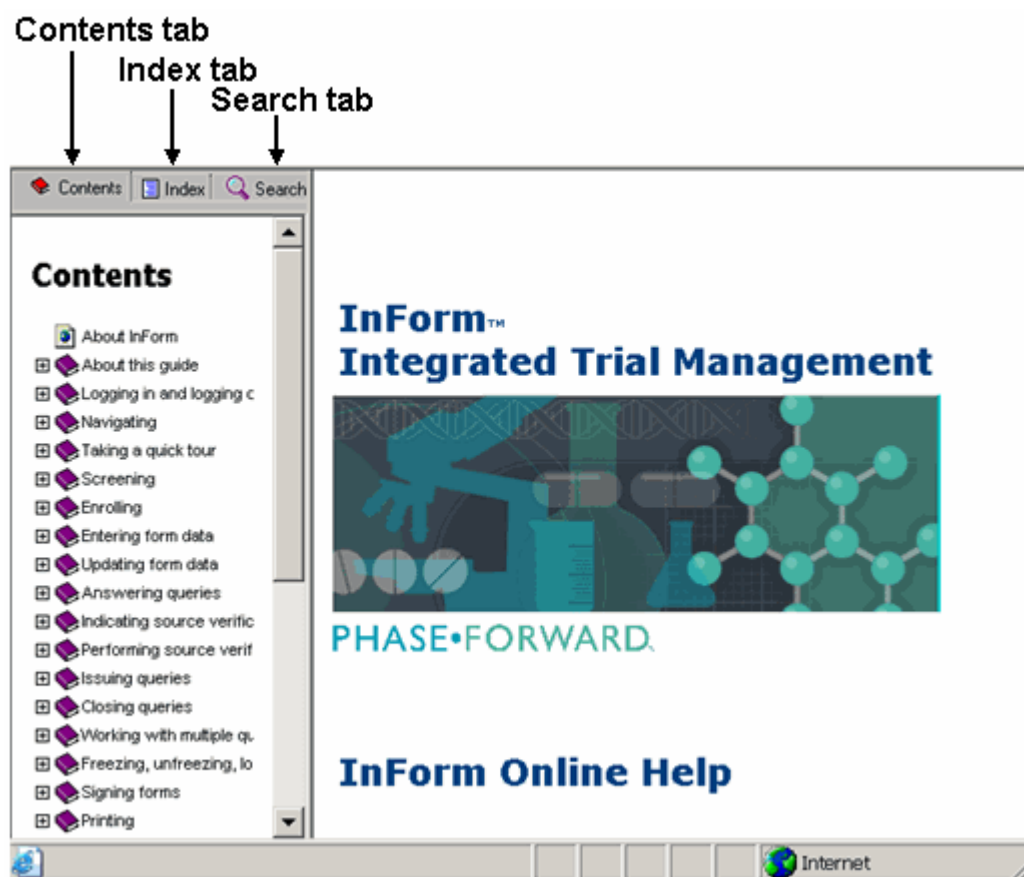 Contents tab
Index tab
Search tab
Contents
Index
Search
Contents
About InForm
About this guide
Logging in and logging o
Navigating
Taking a quick tour
Screening
Enrolling
Entering form data
Updating form data
Answering queries
Indicating source verific
Performing source verif
Issuing queries
Closing queries
Working with multiple qu
Freezing, unfreezing, lo
Signing forms
Printing
InForm™
Integrated Trial Management
PHASE•FORWARD
InForm Online Help
Internet